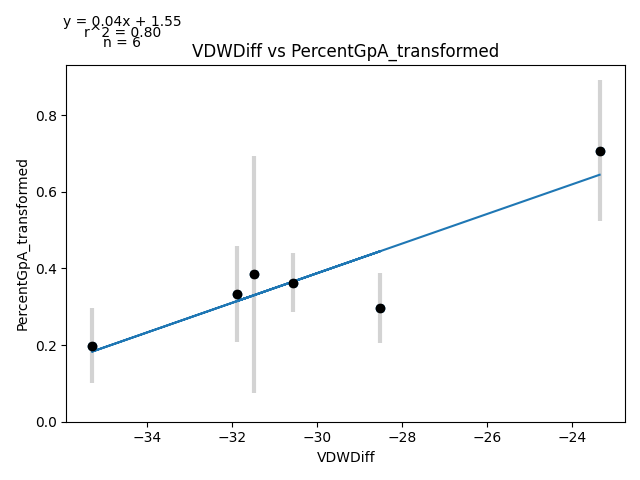 y = 0.04x + 1.55
r^2 = 0.80
n = 6
VDWDiff vs PercentGpA_transformed
0.8
0.6
0.4
0.2
0.0
PercentGpA_transformed
−34
−32
−30
−28
−26
−24
VDWDiff